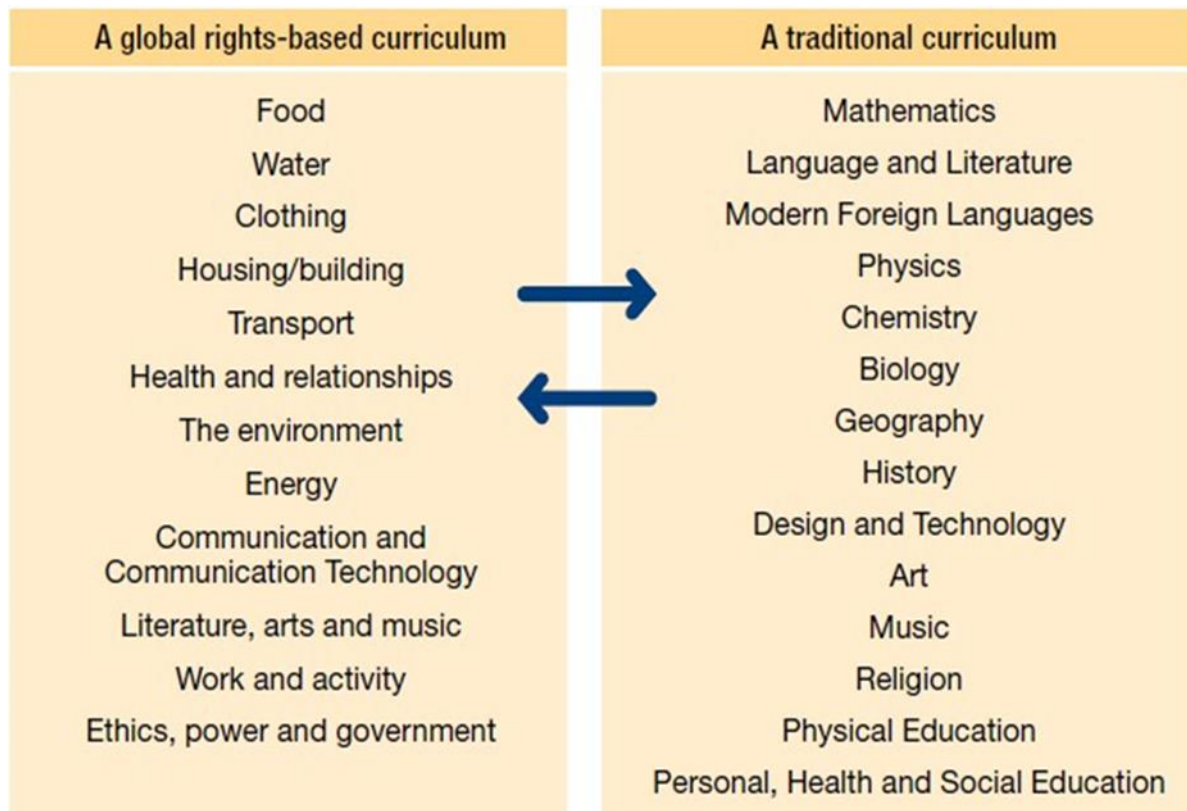 A global rights-based curriculum
Food
Water
Clothing
Housing/building
Transport
Health and relationships
The environment
Energy
Communication and
Communication Technology
Literature, arts and music
Work and activity
Ethics, power and government
A traditional curriculum
Mathematics
Language and Literature
Modern Foreign Languages
Physics
Chemistry
Biology
Geography
History
Design and Technology
Art
Music
Religion
Physical Education
Personal, Health and Social Education